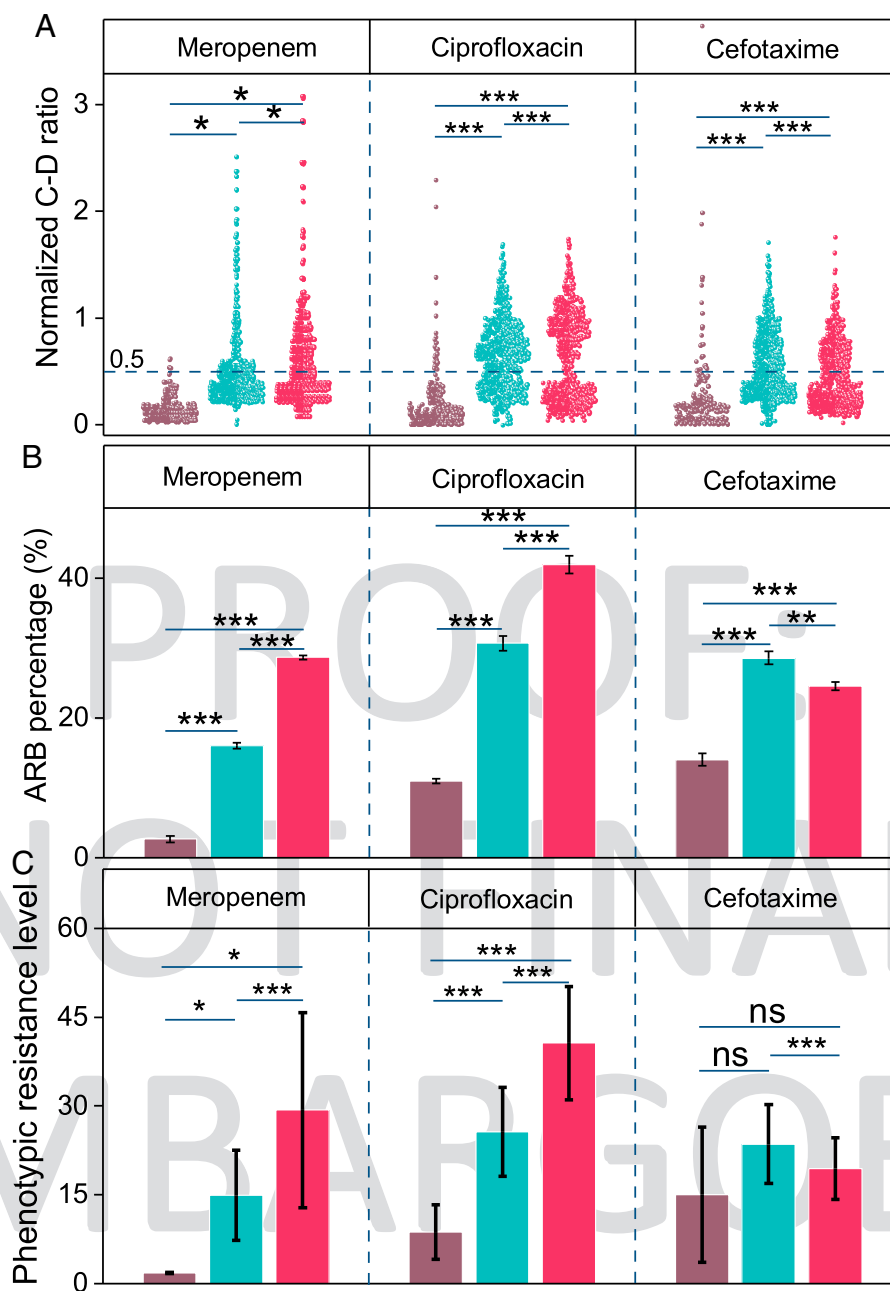 A
Meropenem Ciprofloxacin Cefotaxime
Normalized C-D ratio
3
2
1
0.5
0
* * *
*** *** ***
*** *** ***
B
Meropenem Ciprofloxacin Cefotaxime
ARB percentage (%)
40
20
0
*** *** ***
*** *** ***
*** *** **
C
Meropenem Ciprofloxacin Cefotaxime
Phenotypic resistance level
60
45
30
15
0
* * ***
*** *** ***
ns ns ***
PROOF:
NOT FINAL
MBARGOE